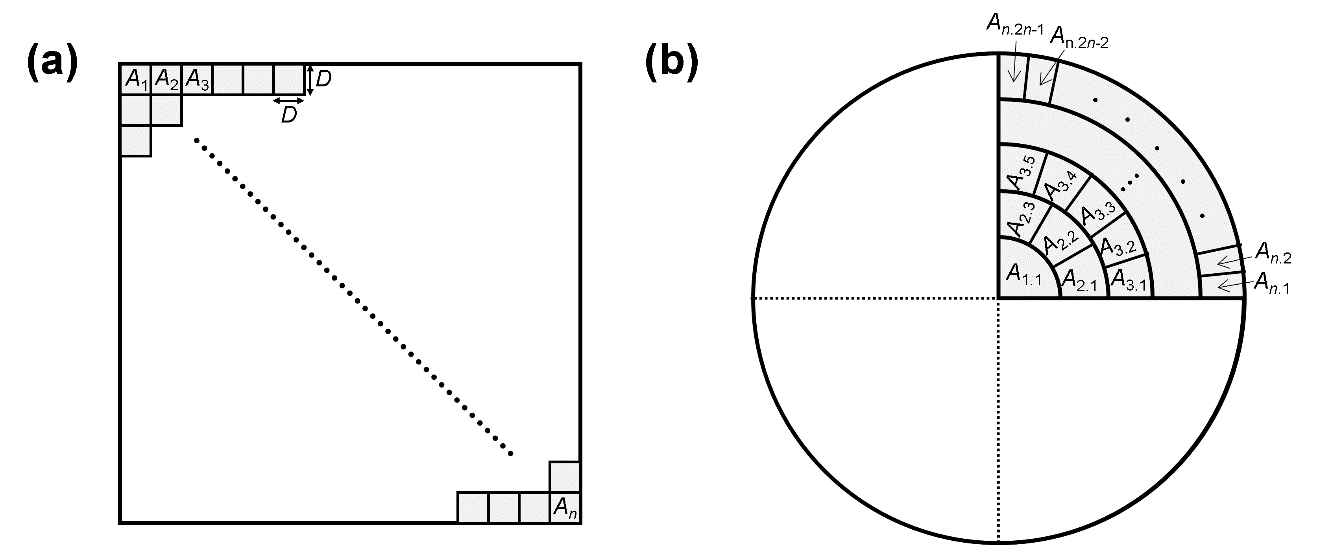 (a)
A1 A2 A3
D
D
An
(b)
An.2n-1
An.2n-2
A3.5
A3.4
A3.3
A3.2
A3.1
A2.3
A2.2
A2.1
A1.1
An.2
An.1